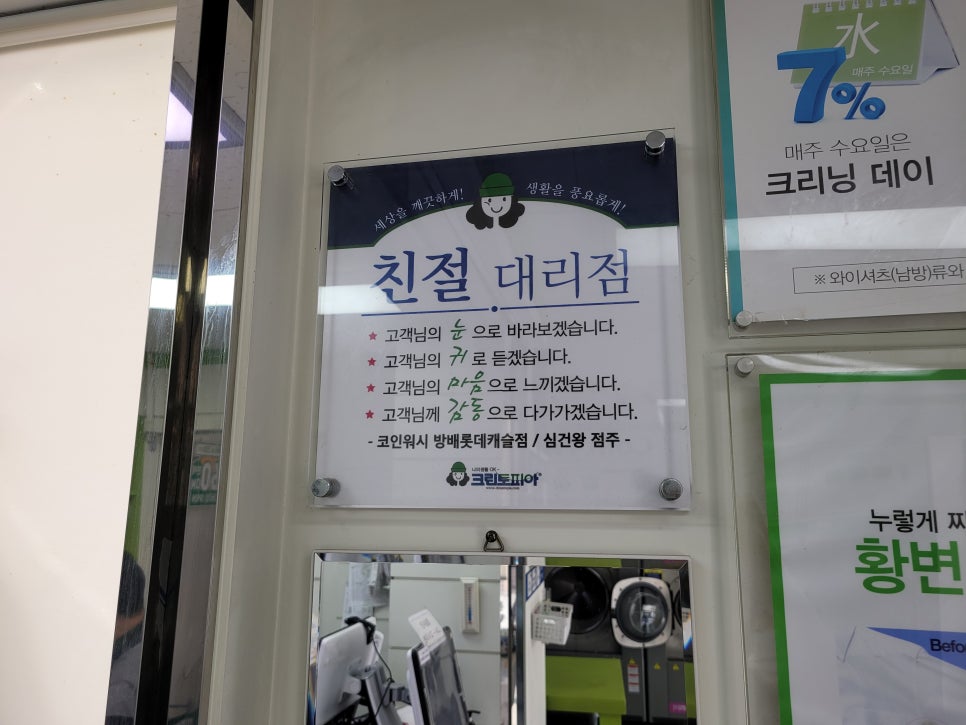 세상을 깨끗하게! 생활을 풍요롭게!
친절 대리점
★ 고객님의 눈으로 바라보겠습니다.
★ 고객님의 귀로 듣겠습니다.
★ 고객님의 마음으로 느끼겠습니다.
★ 고객님께 감동으로 다가가겠습니다.
- 코인워시 방배롯데캐슬점 / 심건왕 점주 -
크린토피아
水
매주 수요일
7%
매주 수요일은
크리닝 데이
※ 와이셔츠(남방)류와
누렇게
황변
Befo